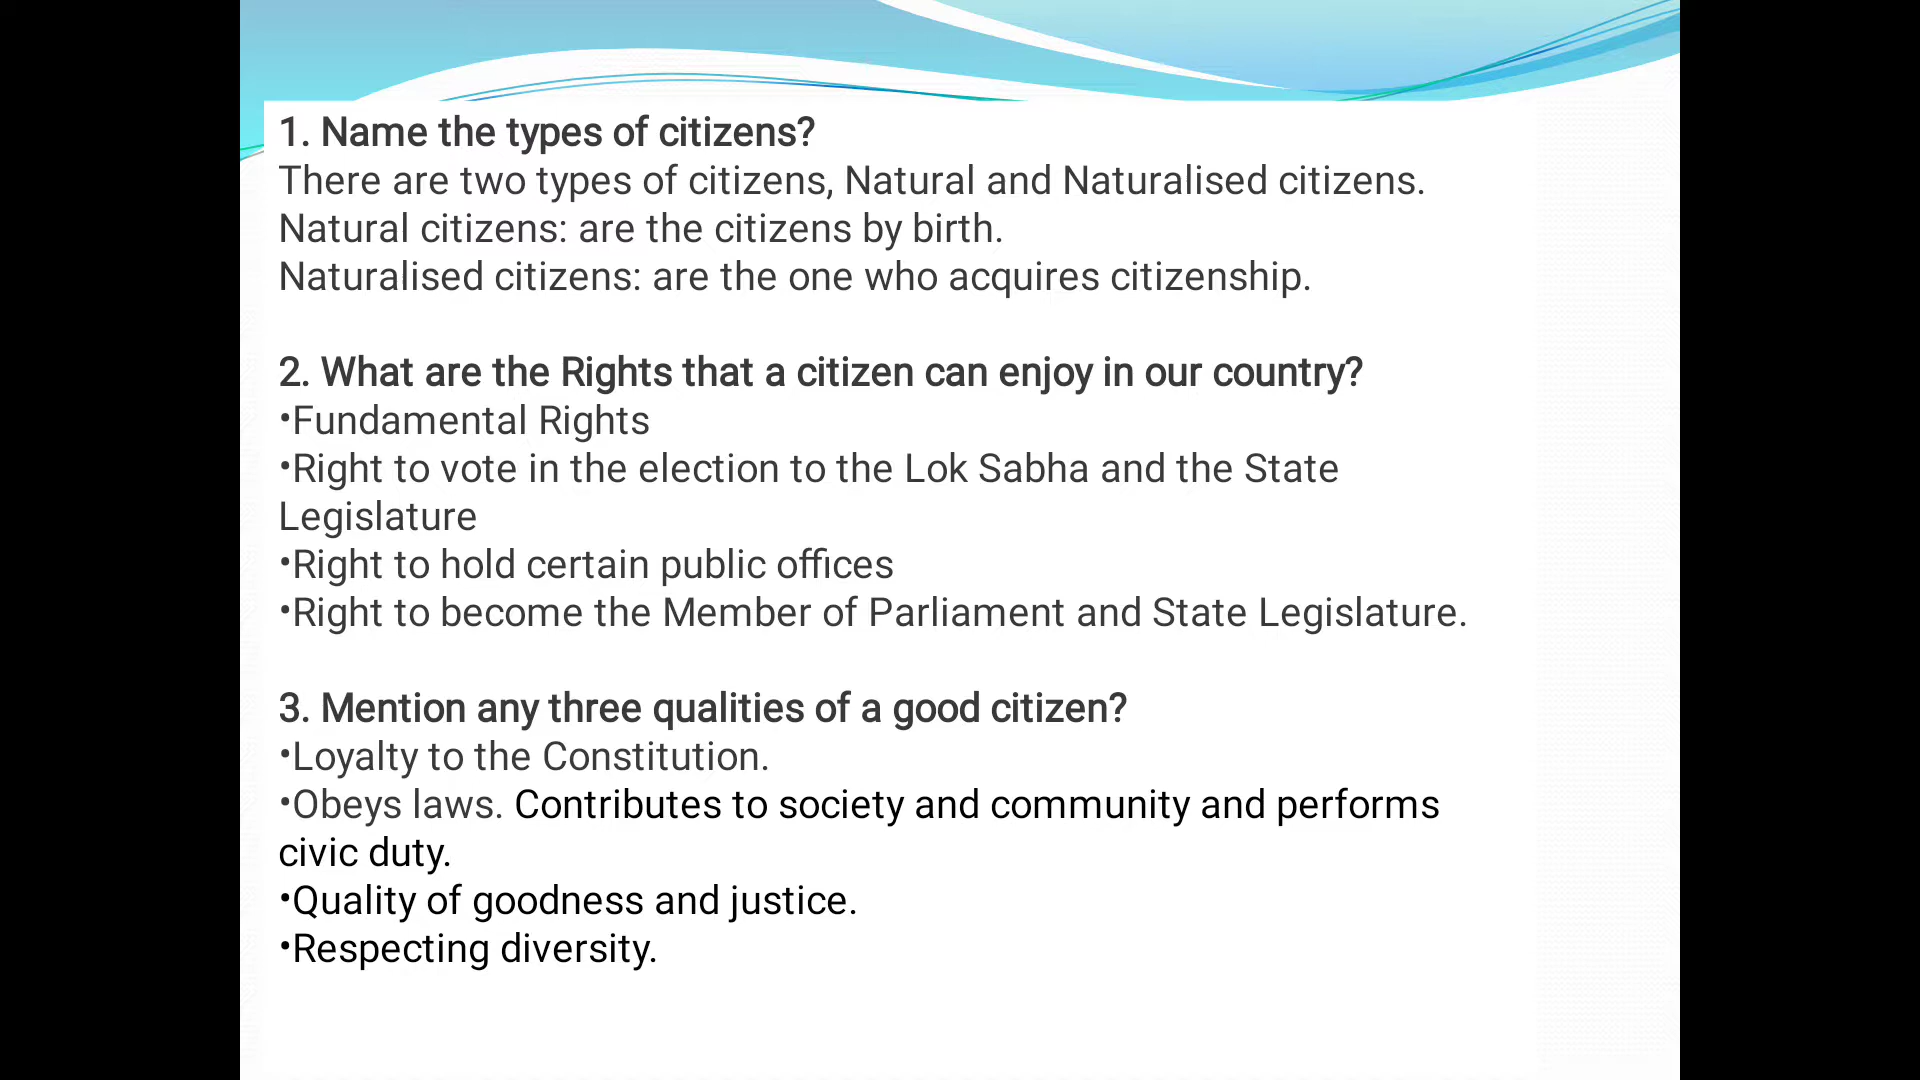 1. Name the types of citizens?
There are two types of citizens, Natural and Naturalised citizens.
Natural citizens: are the citizens by birth.
Naturalised citizens: are the one who acquires citizenship.
2. What are the Rights that a citizen can enjoy in our country?
•Fundamental Rights
•Right to vote in the election to the Lok Sabha and the State
Legislature
•Right to hold certain public offices
•Right to become the Member of Parliament and State Legislature.
3. Mention any three qualities of a good citizen?
•Loyalty to the Constitution.
•Obeys laws. Contributes to society and community and performs
civic duty.
•Quality of goodness and justice.
•Respecting diversity.